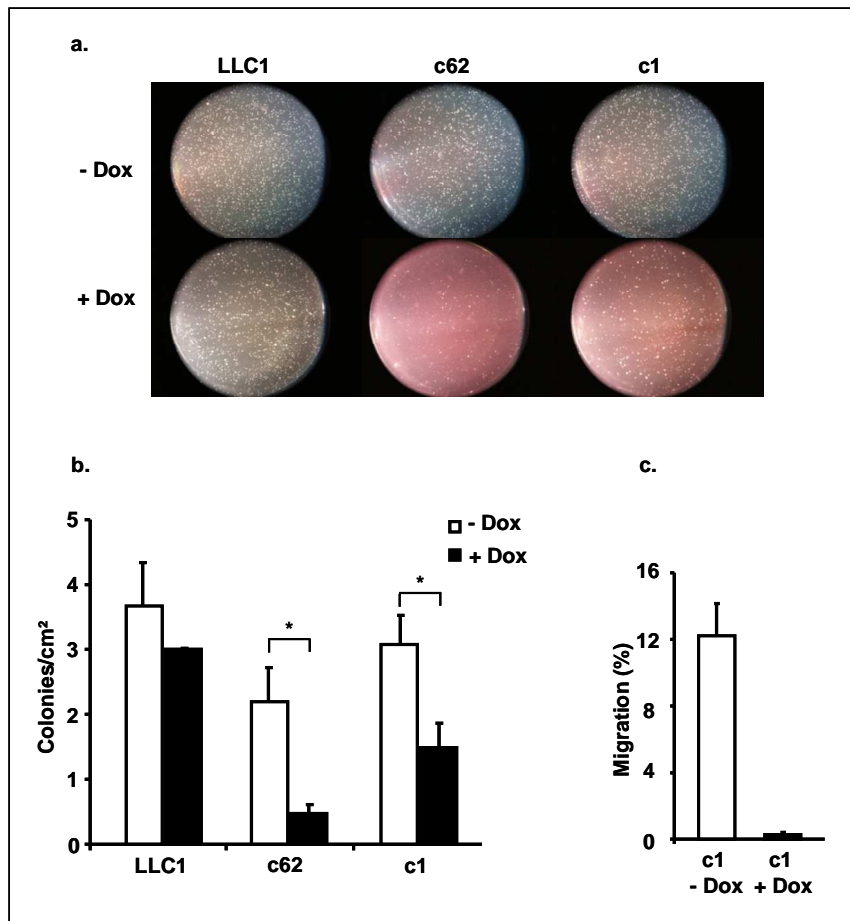 a.
LLC1 c62 c1
- Dox
+ Dox
b.
c.
5
4
3
2
1
0
Colonies/cm²
- Dox
+ Dox
*
*
LLC1 c62 c1
16
12
8
4
0
Migration (%)
c1 c1
- Dox + Dox